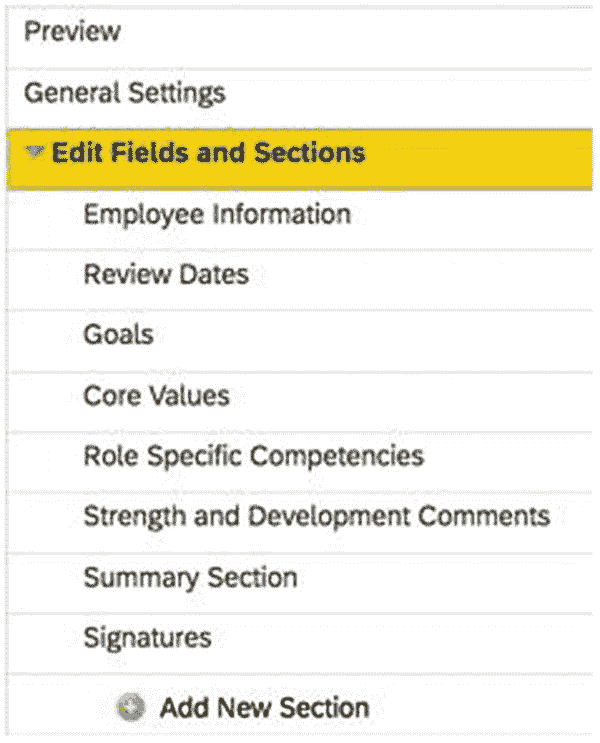 Preview
General Settings
Edit Fields and Sections
Employee Information
Review Dates
Goals
Core Values
Role Specific Competencies
Strength and Development Comments
Summary Section
Signatures
Add New Section